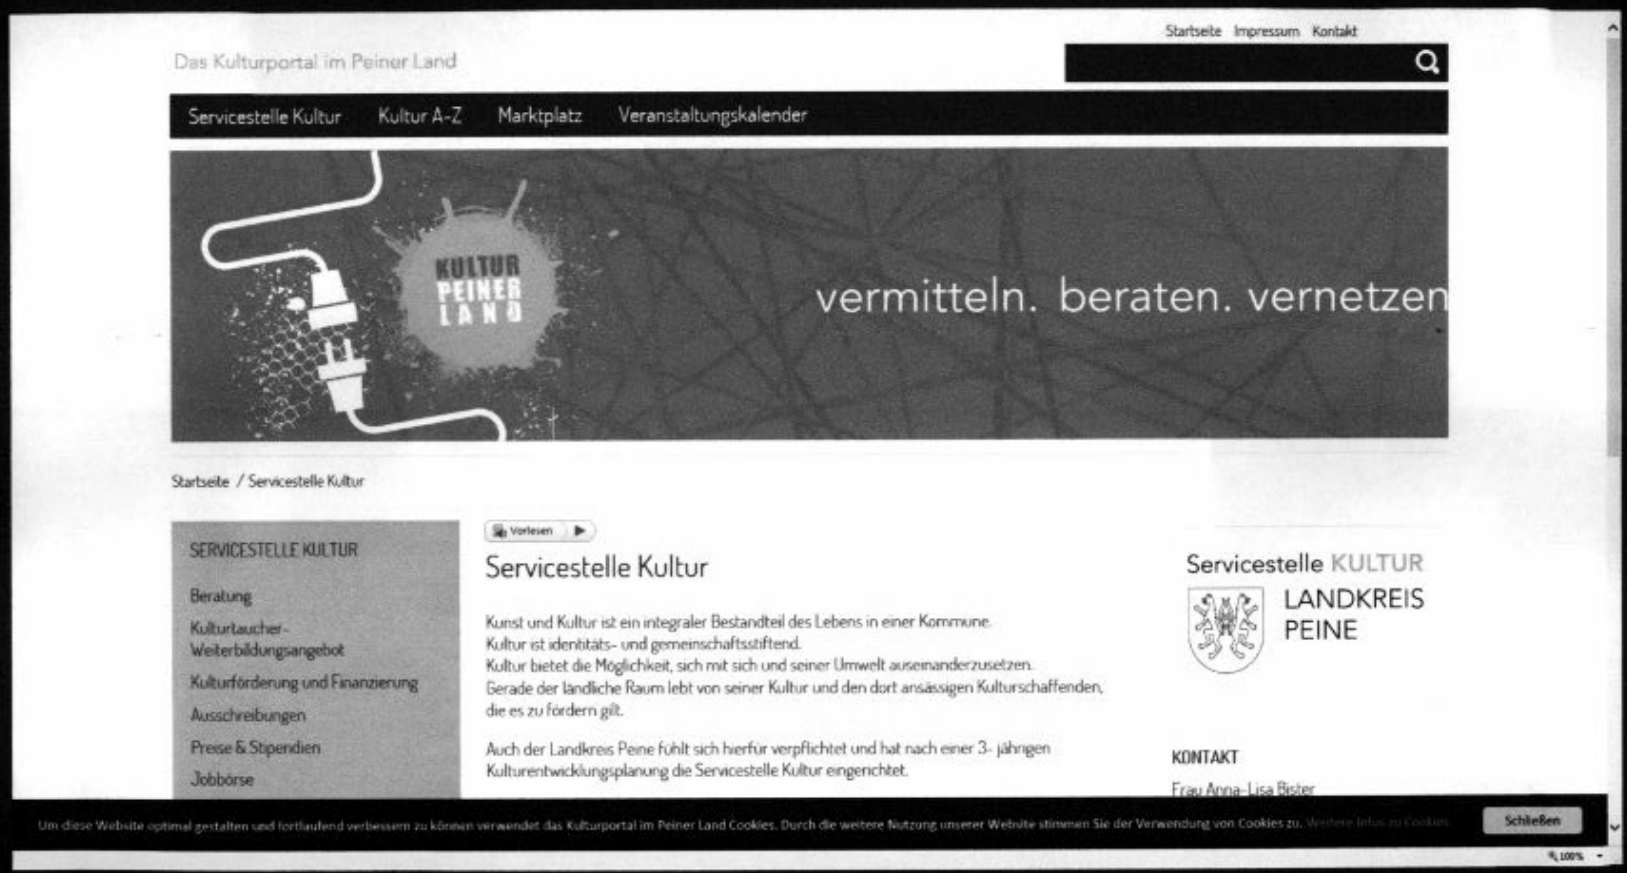 Startseite Impressum Kontakt
Das Kulturportal im Peiner Land
Servicestelle Kultur Kultur A-Z Marktplatz Veranstaltungskalender
KULTUR
PEINER
LAND
vermitteln. beraten. vernetzen
Startseite / Servicestelle Kultur
SERVICESTELLE KULTUR
Beratung
Kulturtaucher-
Weiterbildungsangebot
Kulturförderung und Finanzierung
Ausschreibungen
Preise & Stipendien
Jobbörse
Vorlesen
Servicestelle Kultur
Kunst und Kultur ist ein integraler Bestandteil des Lebens in einer Kommune.
Kultur ist identitäts- und gemeinschaftsstiftend.
Kultur bietet die Möglichkeit, sich mit sich und seiner Umwelt auseinanderzusetzen.
Gerade der ländliche Raum lebt von seiner Kultur und den dort ansässigen Kulturschaffenden,
die es zu fördern gilt.
Auch der Landkreis Peine fühlt sich hierfür verpflichtet und hat nach einer 3- jährigen
Kulturentwicklungsplanung die Servicestelle Kultur eingerichtet.
Servicestelle KULTUR
LANDKREIS
PEINE
KONTAKT
Frau Anna-Lisa Bister
Um diese Website optimal gestalten und fortlaufend verbessern zu können verwendet das Kulturportal im Peiner Land Cookies. Durch die weitere Nutzung unserer Website stimmen Sie der Verwendung von Cookies zu. Weitere Infos zu Cookies
Schließen
100%